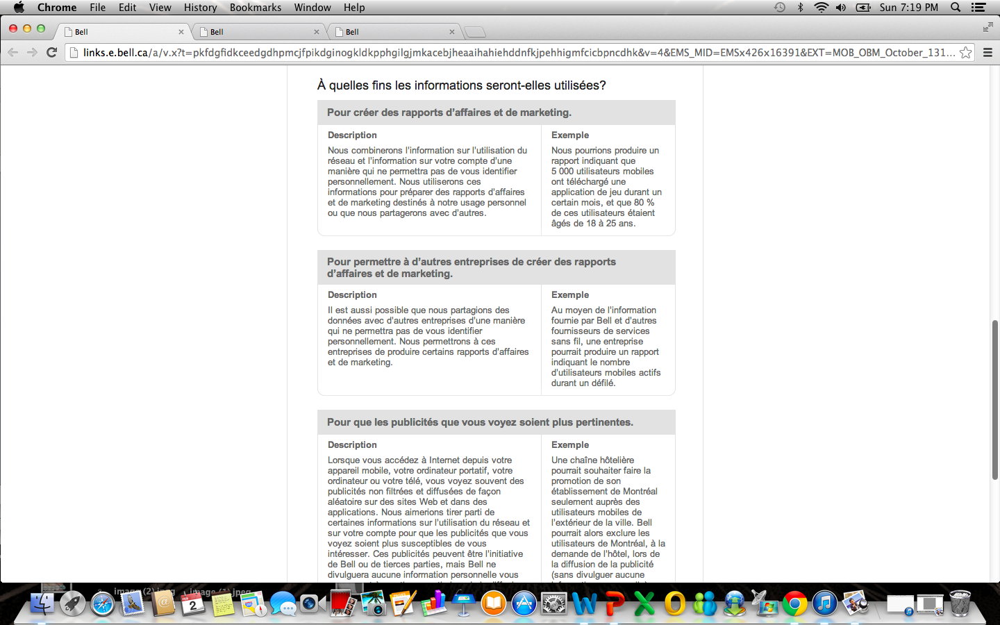 Chrome File Edit View History Bookmarks Window Help Sun 7:19 PM
Bell Bell Bell
links.e.bell.ca/a/v.x?t=pkfdgfidkceedgdhpmcjfpikdginogkldkpphgilgjmkacebjheaaihahiehddnfkjpehhigmfcicbpncdhk&v=4&EMS_MID=EMSx426x16391&EXT=MOB_OBM_October_131...
À quelles fins les informations seront-elles utilisées?
Pour créer des rapports d'affaires et de marketing.
Description
Nous combinerons l'information sur l'utilisation du
réseau et l'information sur votre compte d'une
manière qui ne permettra pas de vous identifier
personnellement. Nous utiliserons ces
informations pour préparer des rapports d'affaires
et de marketing destinés à notre usage personnel
ou que nous partagerons avec d'autres.
Exemple
Nous pourrions produire un
rapport indiquant que
5 000 utilisateurs mobiles
ont téléchargé une
application de jeu durant un
certain mois, et que 80 %
de ces utilisateurs étaient
âgés de 18 à 25 ans.
Pour permettre à d'autres entreprises de créer des rapports
d'affaires et de marketing.
Description
Il est aussi possible que nous partagions des
données avec d'autres entreprises d'une manière
qui ne permettra pas de vous identifier
personnellement. Nous permettrons à ces
entreprises de produire certains rapports d'affaires
et de marketing.
Exemple
Au moyen de l'information
fournie par Bell et d'autres
fournisseurs de services
sans fil, une entreprise
pourrait produire un rapport
indiquant le nombre
d'utilisateurs mobiles actifs
durant un défilé.
Pour que les publicités que vous voyez soient plus pertinentes.
Description
Lorsque vous accédez à Internet depuis votre
appareil mobile, votre ordinateur portatif, votre
ordinateur ou votre télé, vous voyez souvent des
publicités non filtrées et diffusées de façon
aléatoire sur des sites Web et dans des
applications. Nous aimerions tirer parti de
certaines informations sur l'utilisation du réseau et
sur votre compte pour que les publicités que vous
voyez soient plus susceptibles de vous
intéresser. Ces publicités peuvent être l'initiative
de Bell ou de tierces parties, mais Bell ne
divulguera aucune information personnelle vous
Exemple
Une chaîne hôtelière
pourrait souhaiter faire la
promotion de son
établissement de Montréal
seulement auprès des
utilisateurs mobiles de
l'extérieur de la ville. Bell
pourrait alors exclure les
utilisateurs de Montréal, à la
demande de l'hôtel, lors de
la diffusion de la publicité
(sans divulguer aucune
image (2).jpeg image (1).jpeg
FEB
2